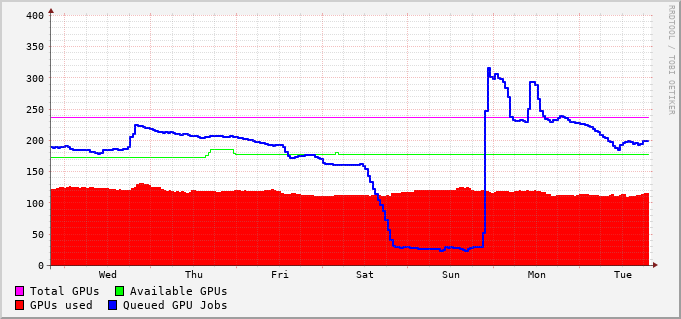 400
350
300
250
200
150
100
50
0
Wed Thu Fri Sat Sun Mon Tue
Total GPUs Available GPUs
GPUs used Queued GPU Jobs
RRDTOOL / TOBI OETIKER